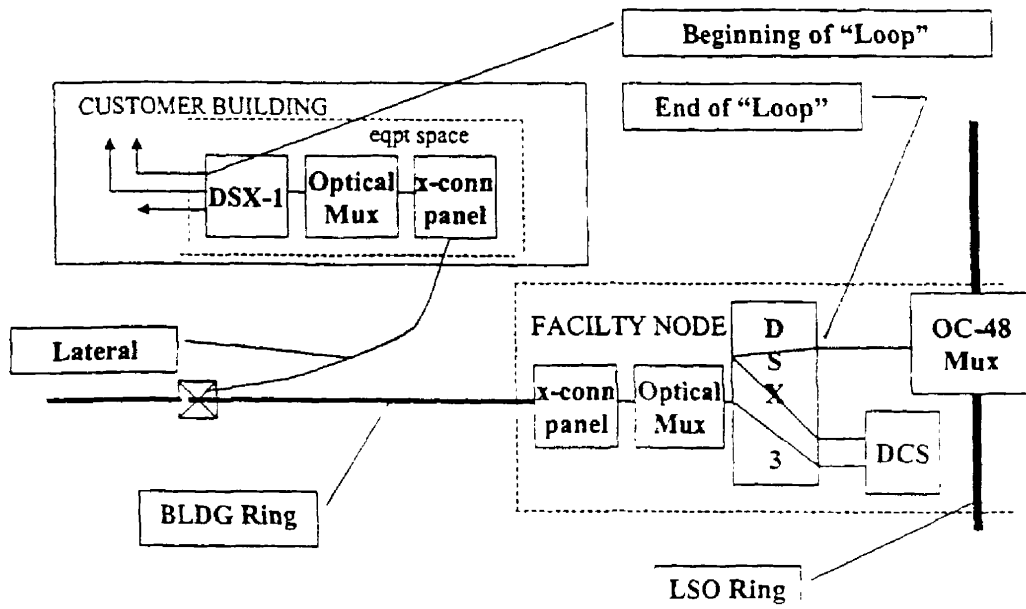 Beginning of “Loop”
End of “Loop”
CUSTOMER BUILDING
eqpt space
DSX-1
Optical
Mux
x-conn
panel
Lateral
FACILTY NODE
x-conn
panel
Optical
Mux
D
S
X
3
DCS
OC-48
Mux
BLDG Ring
LSO Ring